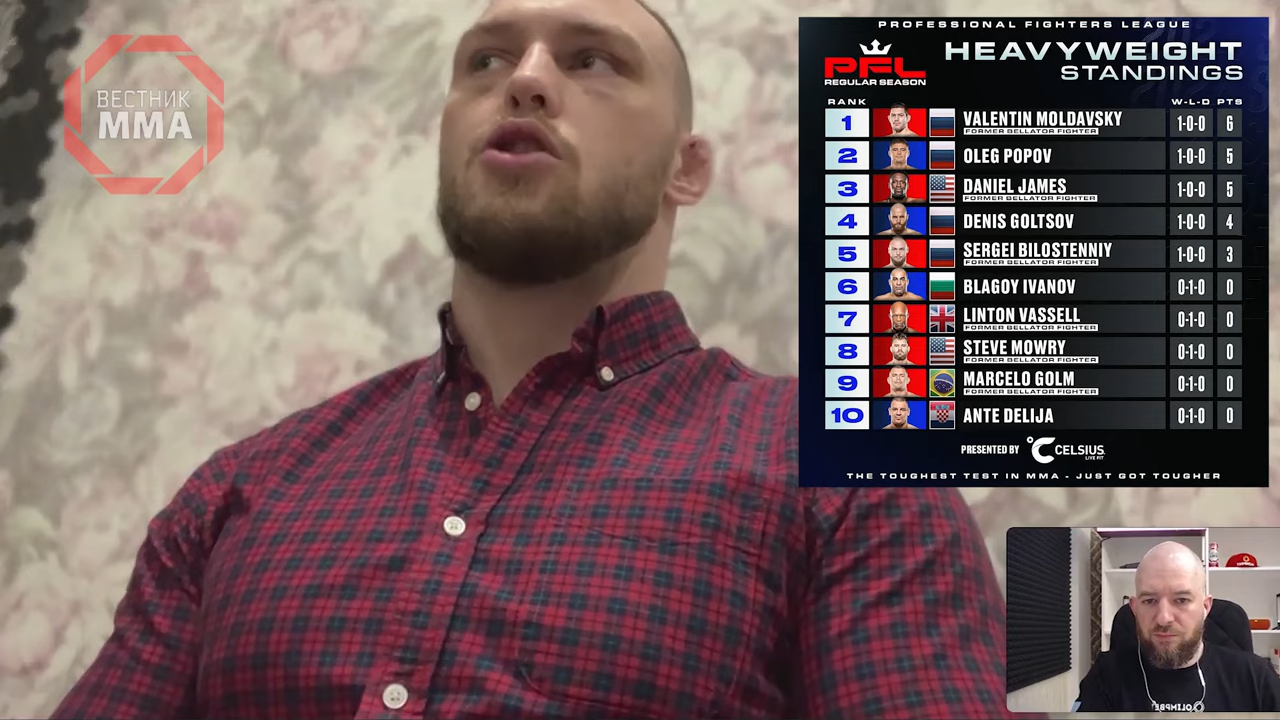 ВЕСТНИК
MMA
PROFESSIONAL FIGHTERS LEAGUE
PFL
REGULAR SEASON
HEAVYWEIGHT
STANDINGS
RANK W-L-D PTS
1 VALENTIN MOLDAVSKY 1-0-0 6
FORMER BELLATOR FIGHTER
2 OLEG POPOV 1-0-0 5
3 DANIEL JAMES 1-0-0 5
FORMER BELLATOR FIGHTER
4 DENIS GOLTSOV 1-0-0 4
5 SERGEI BILOSTENNIY 1-0-0 3
FORMER BELLATOR FIGHTER
6 BLAGOY IVANOV 0-1-0 0
7 LINTON VASSELL 0-1-0 0
FORMER BELLATOR FIGHTER
8 STEVE MOWRY 0-1-0 0
FORMER BELLATOR FIGHTER
9 MARCELO GOLM 0-1-0 0
FORMER BELLATOR FIGHTER
10 ANTE DELIJA 0-1-0 0
PRESENTED BY CELSIUS
LIVE FIT
THE TOUGHEST TEST IN MMA - JUST GOT TOUGHER